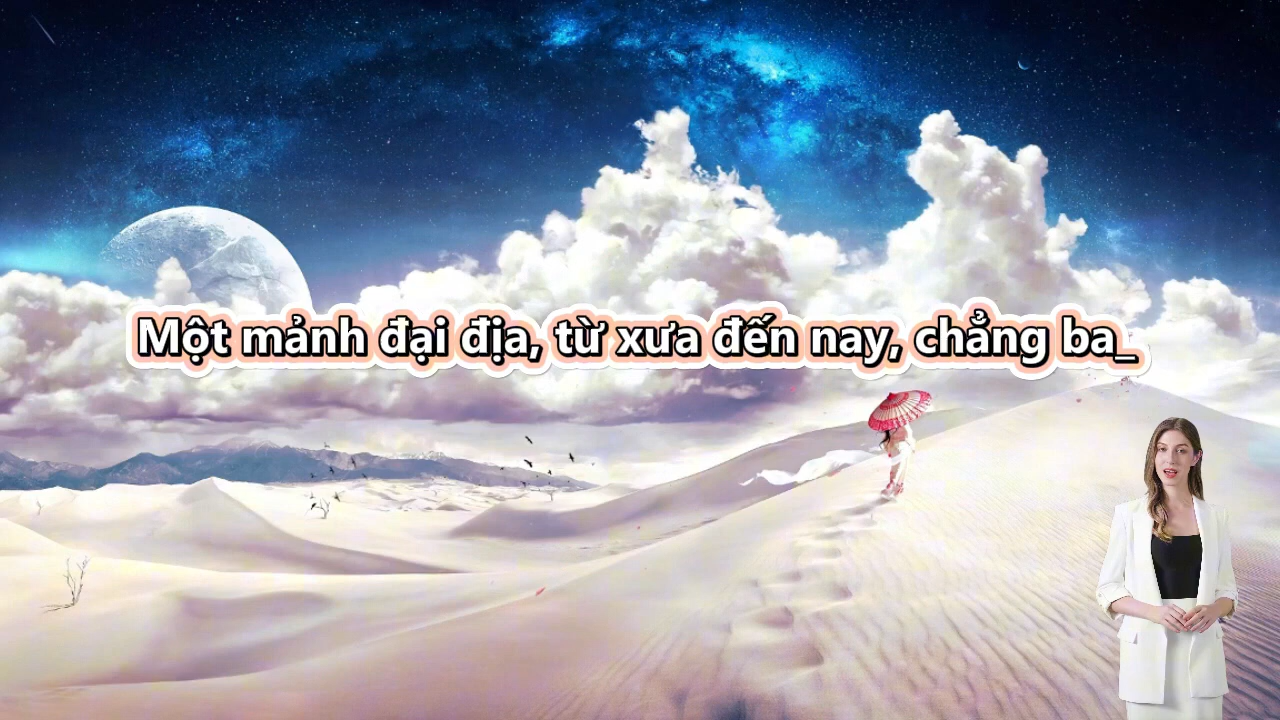 Một mảnh đại địa, từ xưa đến nay, chẳng ba_